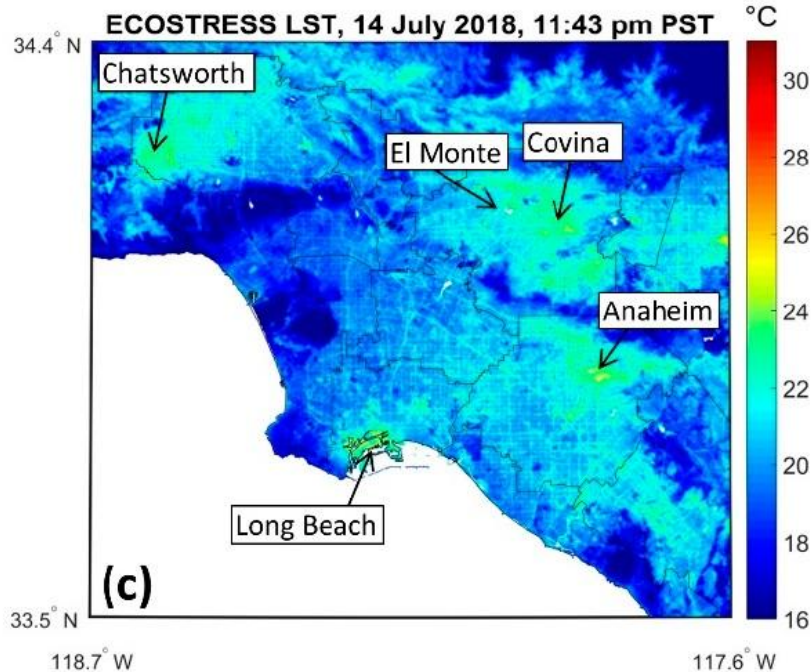 ECOSTRESS LST, 14 July 2018, 11:43 pm PST
°C
34.4° N
Chatsworth
El Monte
Covina
Anaheim
Long Beach
(c)
33.5° N
118.7° W
117.6° W
30
28
26
24
22
20
18
16